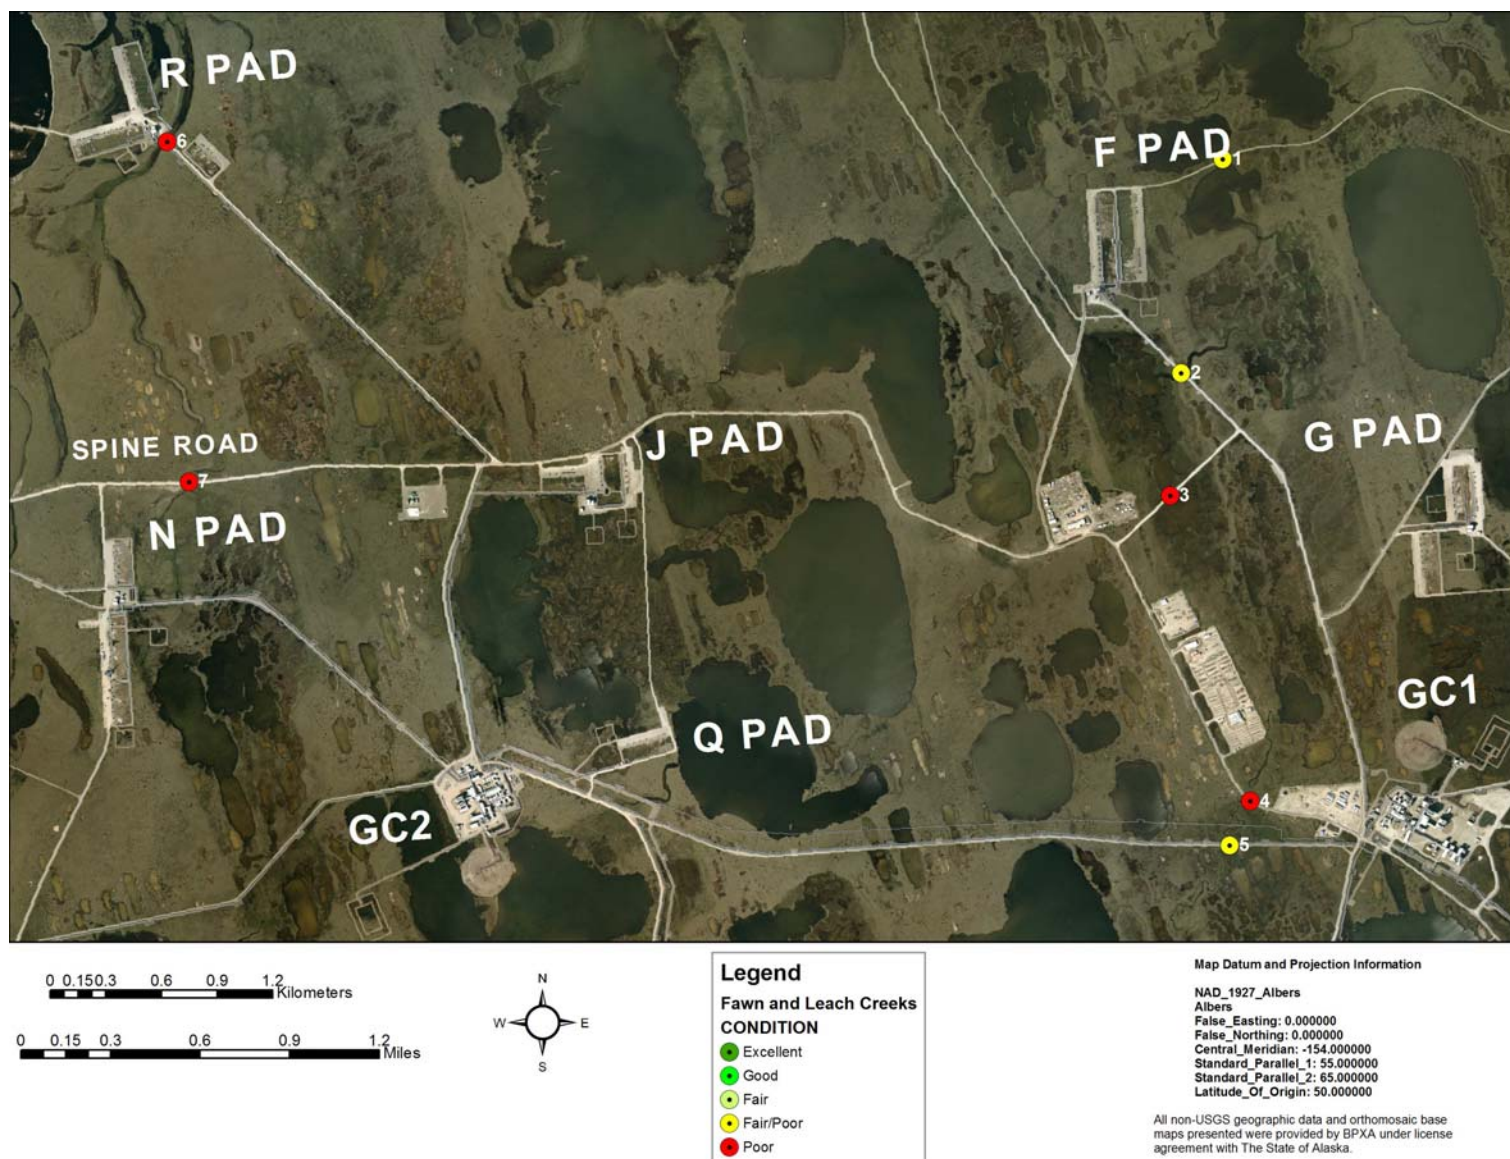 R PAD
6
F PAD
1
2
SPINE ROAD
7
J PAD
G PAD
3
N PAD
GC1
Q PAD
4
GC2
5
0 0.15 0.3 0.6 0.9 1.2
Kilometers
0 0.15 0.3 0.6 0.9 1.2
Miles
N
W E
S
Legend
Fawn and Leach Creeks
CONDITION
Excellent
Good
Fair
Fair/Poor
Poor
Map Datum and Projection Information
NAD_1927_Albers
Albers
False_Easting: 0.000000
False_Northing: 0.000000
Central_Meridian: -154.000000
Standard_Parallel_1: 55.000000
Standard_Parallel_2: 65.000000
Latitude_Of_Origin: 50.000000
All non-USGS geographic data and orthomosaic base
maps presented were provided by BPXA under license
agreement with The State of Alaska.